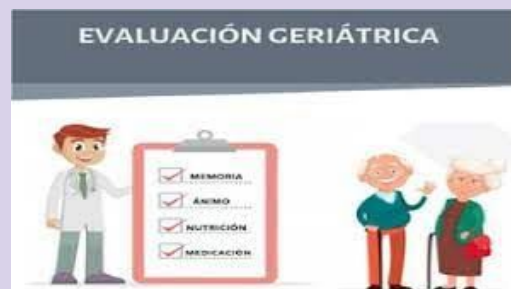 EVALUACIÓN GERIÁTRICA
MEMORIA
ÁNIMO
NUTRICIÓN
MEDICACIÓN